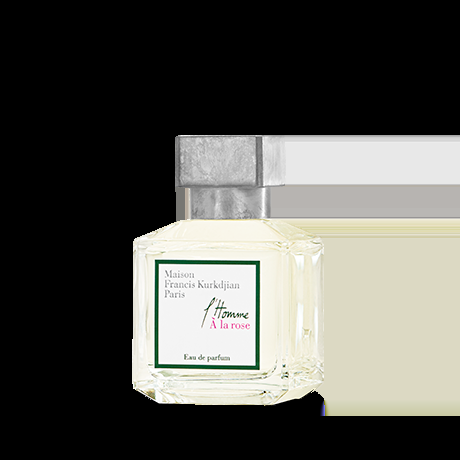 Maison
Francis Kurkdjian
Paris
l'Homme
À la rose
Eau de parfum